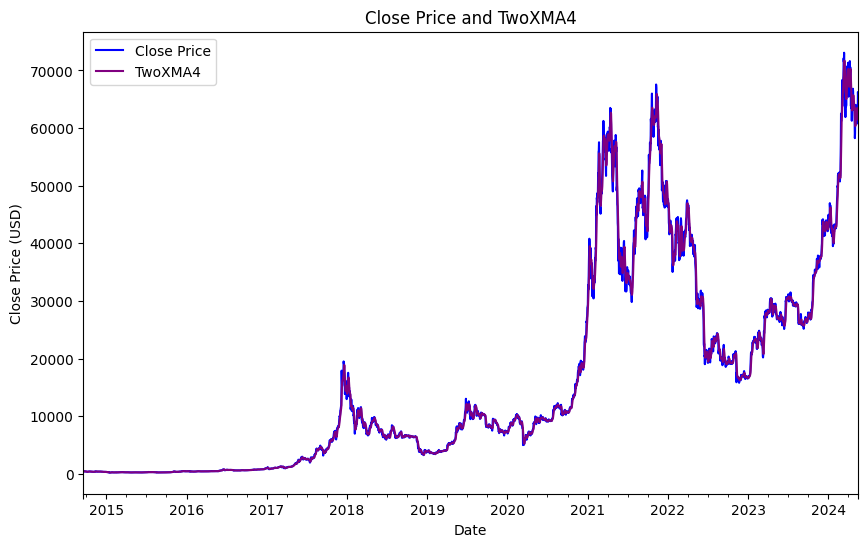 Close Price and TwoXMA4
Close Price
TwoXMA4
70000
60000
50000
40000
30000
20000
10000
0
Close Price (USD)
2015 2016 2017 2018 2019 2020 2021 2022 2023 2024
Date